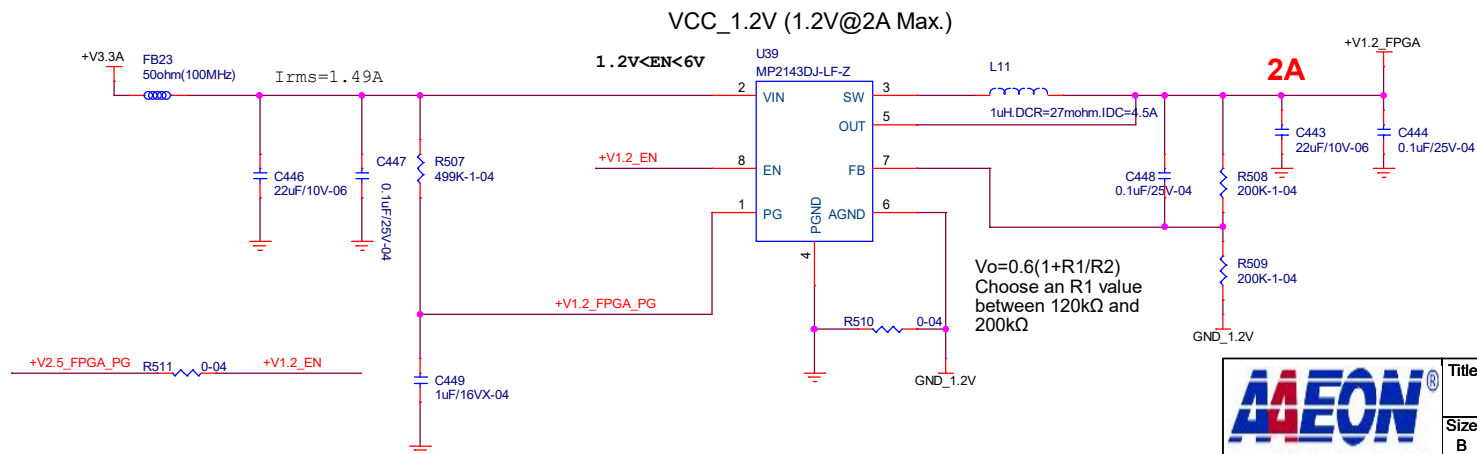 VCC_1.2V (1.2V@2A Max.)
+V3.3A
FB23
50ohm(100MHz)
Irms=1.49A
1.2V<EN<6V
U39
MP2143DJ-LF-Z
L11
1uH.DCR=27mohm.IDC=4.5A
2A
+V1.2_FPGA
2
VIN
SW
3
OUT
5
+V1.2_EN
8
EN
FB
7
1
PG
PGND
AGND
6
4
C446
22uF/10V-06
C447
0.1uF/25V-04
R507
499K-1-04
C448
0.1uF/25V-04
R508
200K-1-04
C443
22uF/10V-06
C444
0.1uF/25V-04
R509
200K-1-04
GND_1.2V
Vo=0.6(1+R1/R2)
Choose an R1 value
between 120kΩ and
200kΩ
+V1.2_FPGA_PG
R510
0-04
GND_1.2V
+V2.5_FPGA_PG
R511
0-04
+V1.2_EN
C449
1uF/16VX-04
AAEON®
Title
Size
B